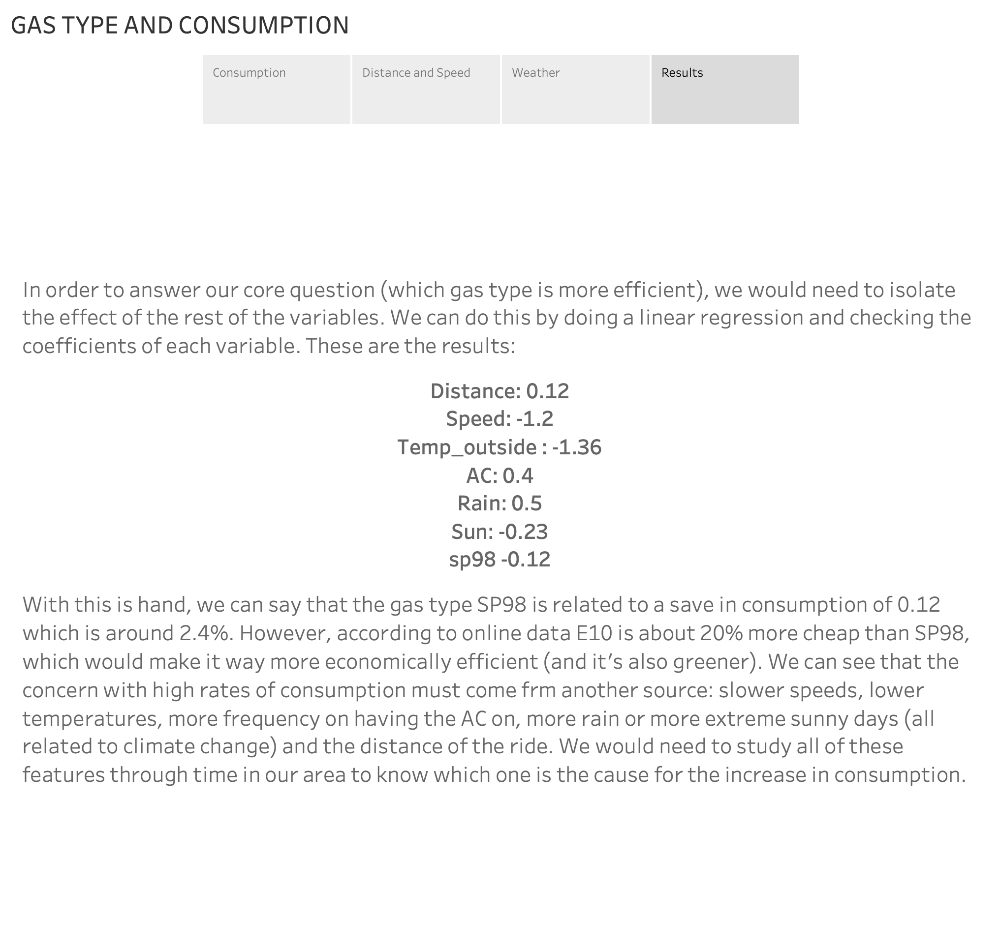 GAS TYPE AND CONSUMPTION
Consumption
Distance and Speed
Weather
Results
In order to answer our core question (which gas type is more efficient), we would need to isolate
the effect of the rest of the variables. We can do this by doing a linear regression and checking the
coefficients of each variable. These are the results:
Distance: 0.12
Speed: -1.2
Temp_outside : -1.36
AC: 0.4
Rain: 0.5
Sun: -0.23
sp98 -0.12
With this is hand, we can say that the gas type SP98 is related to a save in consumption of 0.12
which is around 2.4%. However, according to online data E10 is about 20% more cheap than SP98,
which would make it way more economically efficient (and it’s also greener). We can see that the
concern with high rates of consumption must come frm another source: slower speeds, lower
temperatures, more frequency on having the AC on, more rain or more extreme sunny days (all
related to climate change) and the distance of the ride. We would need to study all of these
features through time in our area to know which one is the cause for the increase in consumption.